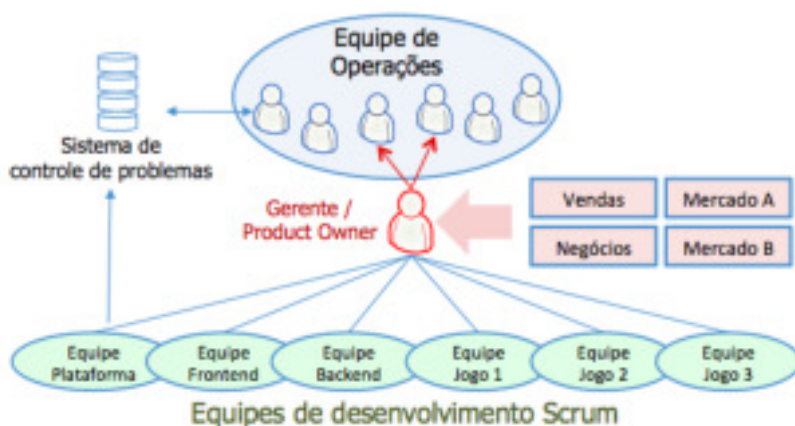 Equipe de
Operações
Sistema de
controle de problemas
Gerente /
Product Owner
Vendas
Mercado A
Negócios
Mercado B
Equipe
Plataforma
Equipe
Frontend
Equipe
Backend
Equipe
Jogo 1
Equipe
Jogo 2
Equipe
Jogo 3
Equipes de desenvolvimento Scrum